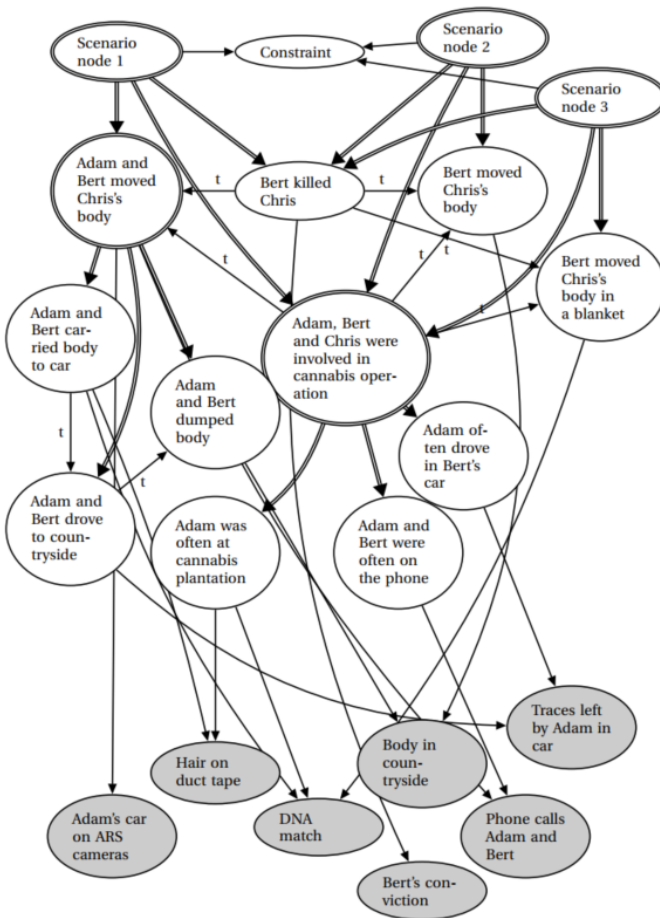 Scenario
node 1
Constraint
Scenario
node 2
Scenario
node 3
Adam and
Bert moved
Chris's
body
t
Bert killed
Chris
t
Bert moved
Chris's
body
t
t
t
Bert moved
Chris's
body in
a blanket
t
Adam and
Bert car-
ried body
to car
Adam, Bert
and Chris were
involved in
cannabis oper-
ation
Adam
and Bert
dumped
body
Adam of-
ten drove
in Bert's
car
t
t
Adam and
Bert drove
to coun-
tryside
Adam was
often at
cannabis
plantation
Adam and
Bert were
often on
the phone
Traces left
by Adam in
car
Hair on
duct tape
Body in
coun-
tryside
Adam's car
on ARS
cameras
DNA
match
Phone calls
Adam and
Bert
Bert's con-
viction